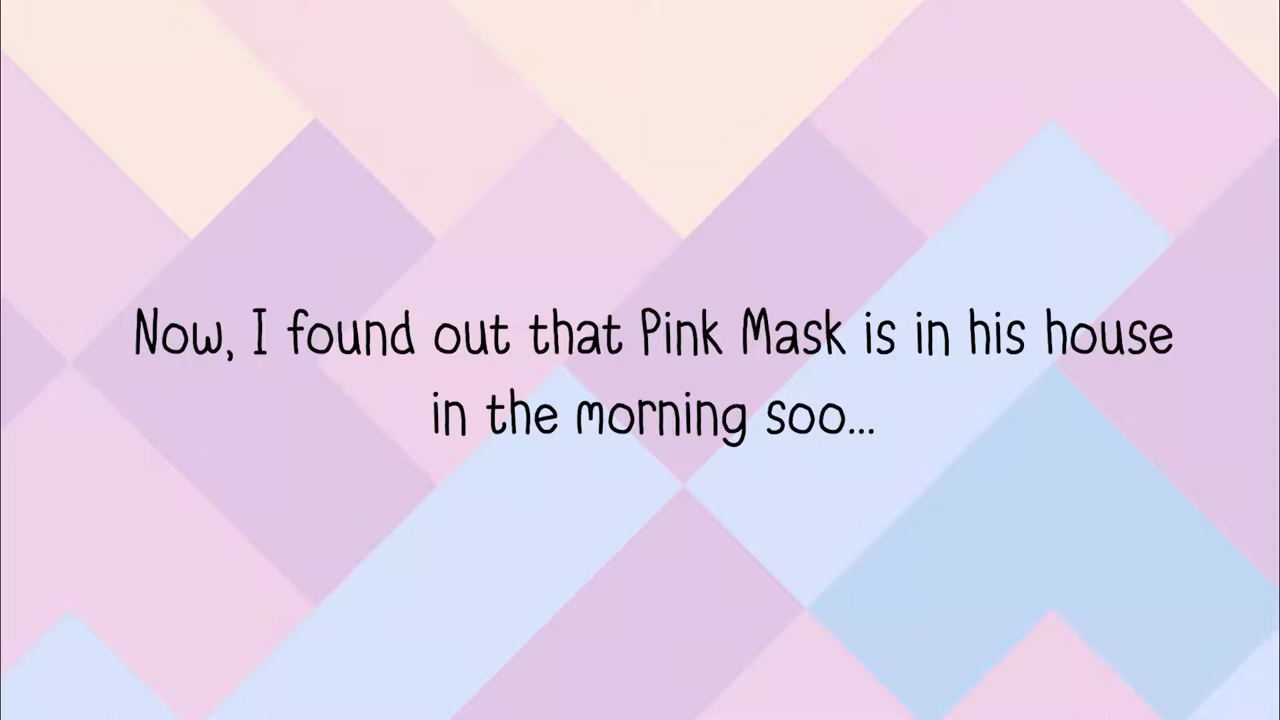 Now, I found out that Pink Mask is in his house
in the morning soo...